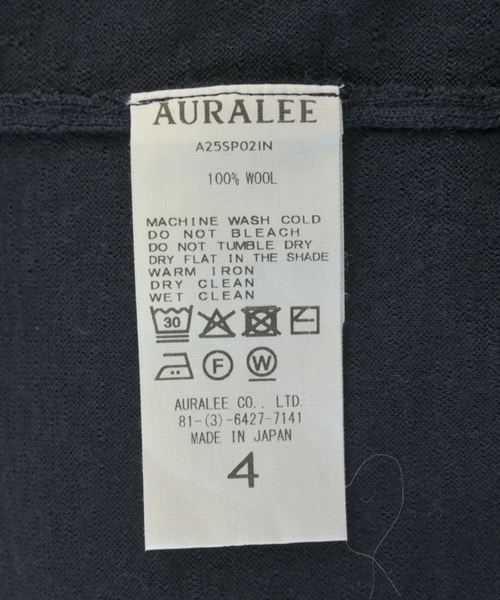 AURALEE
A25SP02IN
100% WOOL
MACHINE WASH COLD
DO NOT BLEACH
DO NOT TUMBLE DRY
DRY FLAT IN THE SHADE
WARM IRON
DRY CLEAN
WET CLEAN
30
F W
AURALEE CO., LTD.
81-(3)-6427-7141
MADE IN JAPAN
4